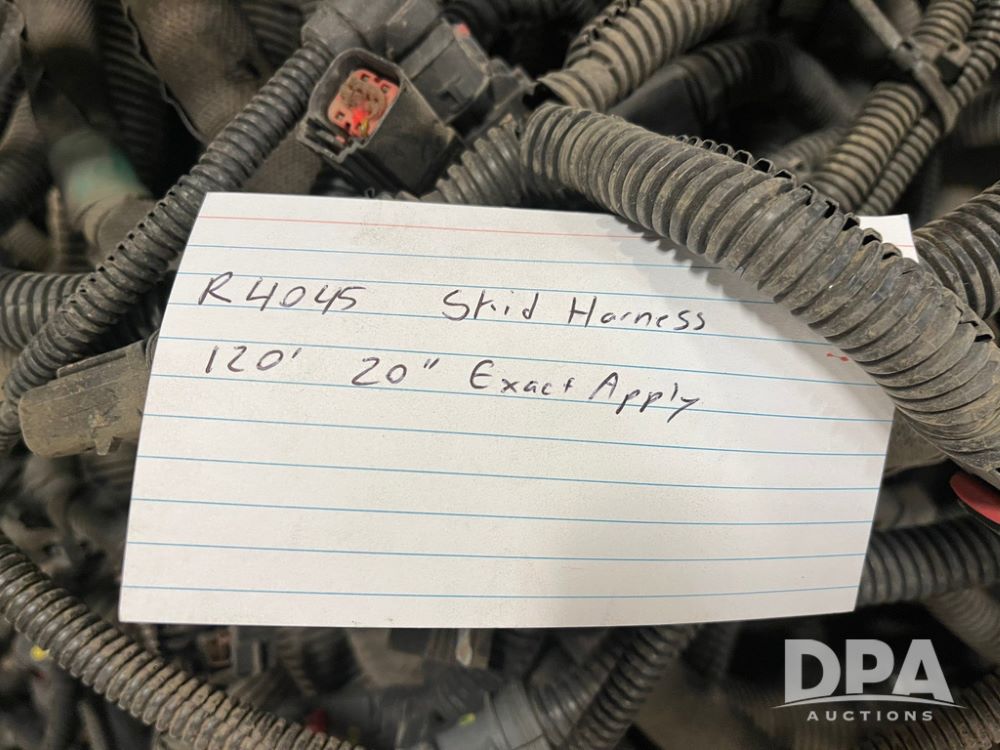 R4045 Skid Harness
120' 20" Exact Apply
DPA
AUCTIONS